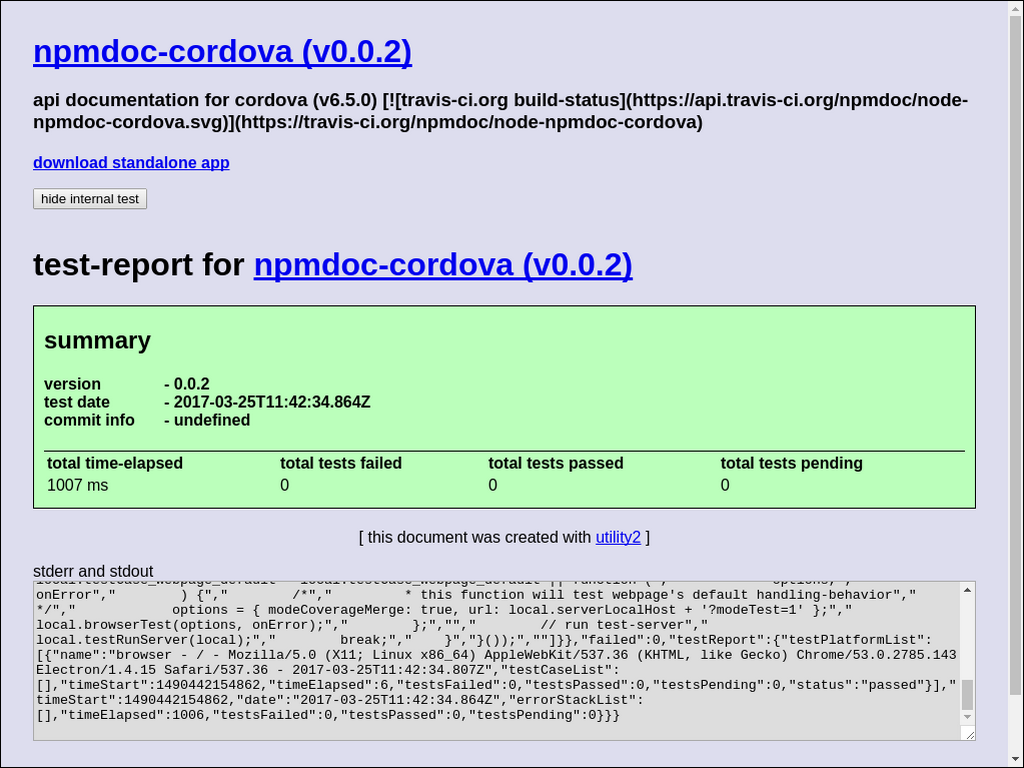 npmdoc-cordova (v0.0.2)
api documentation for cordova (v6.5.0) [![travis-ci.org build-status](https://api.travis-ci.org/npmdoc/node-
npmdoc-cordova.svg)](https://travis-ci.org/npmdoc/node-npmdoc-cordova)
download standalone app
hide internal test
test-report for npmdoc-cordova (v0.0.2)
summary
version - 0.0.2
test date - 2017-03-25T11:42:34.864Z
commit info - undefined
total time-elapsed total tests failed total tests passed total tests pending
1007 ms 0 0 0
[ this document was created with utility2 ]
stderr and stdout
local.testCase_webpage_default = local.testCase_webpage_default || function (","            options,","
onError","        ) {","        /*","         * this function will test webpage's default handling-behavior","
*/","            options = { modeCoverageMerge: true, url: local.serverLocalHost + '?modeTest=1' };","
local.browserTest(options, onError);","        };","","        // run test-server","
local.testRunServer(local);","        break;","    }","}());",""]}},"failed":0,"testReport":{"testPlatformList":
[{"name":"browser - / - Mozilla/5.0 (X11; Linux x86_64) AppleWebKit/537.36 (KHTML, like Gecko) Chrome/53.0.2785.143
Electron/1.4.15 Safari/537.36 - 2017-03-25T11:42:34.807Z","testCaseList":
[],"timeStart":1490442154862,"timeElapsed":6,"testsFailed":0,"testsPassed":0,"testsPending":0,"status":"passed"}],"
timeStart":1490442154862,"date":"2017-03-25T11:42:34.864Z","errorStackList":
[],"timeElapsed":1006,"testsFailed":0,"testsPassed":0,"testsPending":0}}}